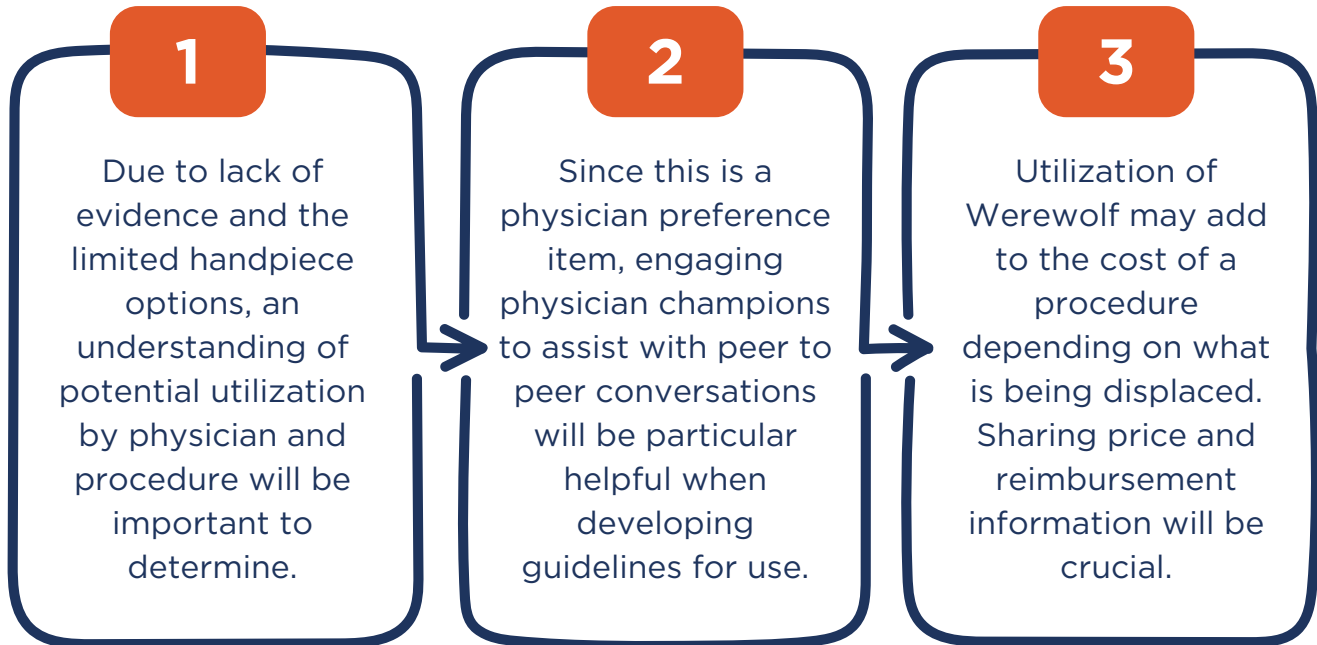 1
Due to lack of
evidence and the
limited handpiece
options, an
understanding of
potential utilization
by physician and
procedure will be
important to
determine.
2
Since this is a
physician preference
item, engaging
physician champions
to assist with peer to
peer conversations
will be particular
helpful when
developing
guidelines for use.
3
Utilization of
Werewolf may add
to the cost of a
procedure
depending on what
is being displaced.
Sharing price and
reimbursement
information will be
crucial.